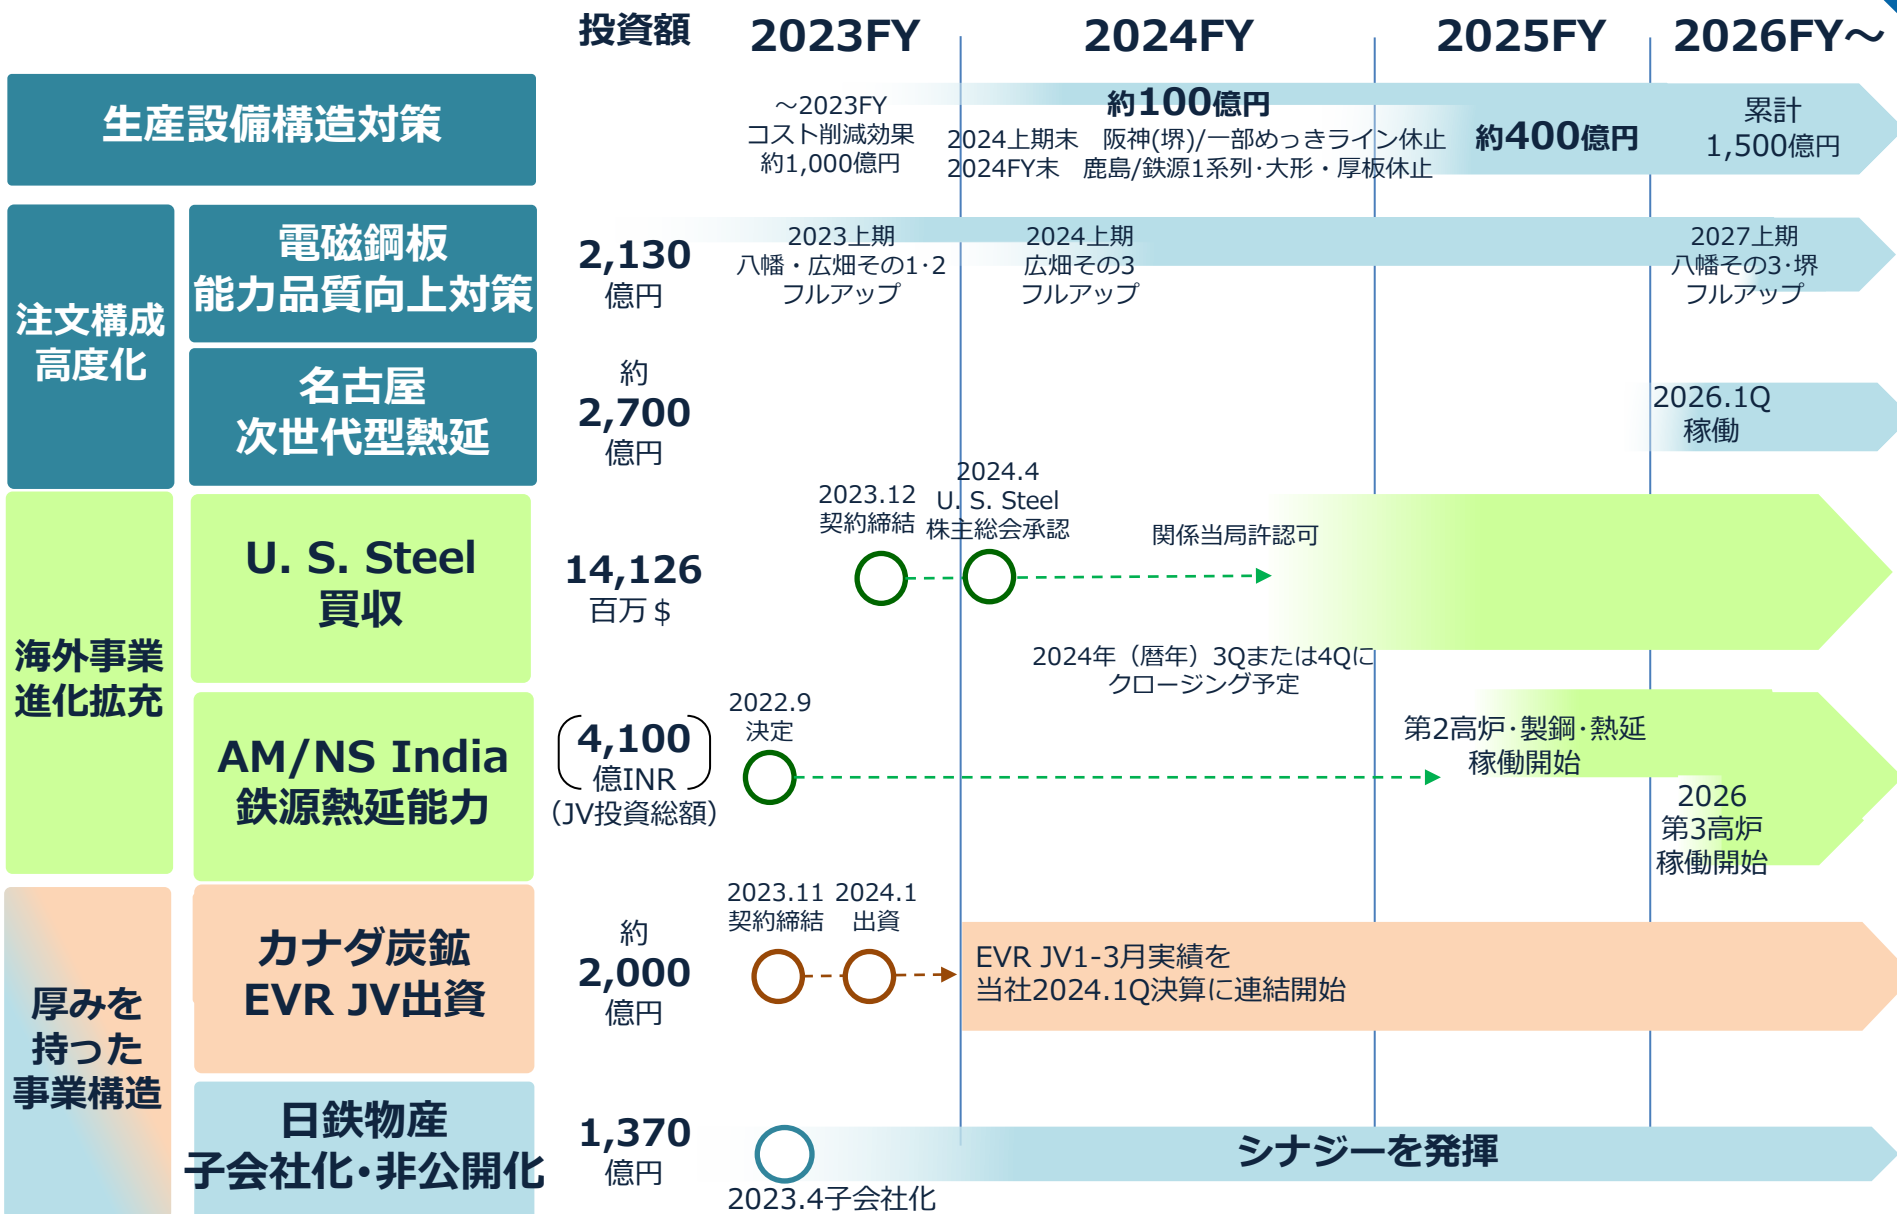 投資額
2023FY
2024FY
2025FY
2026FY～
生産設備構造対策
～2023FY
コスト削減効果
約1,000億円
約100億円
2024上期末　阪神(堺)/一部めっきライン休止
2024FY末　鹿島/鉄源1系列･大形・厚板休止
約400億円
累計
1,500億円
注文構成
高度化
電磁鋼板
能力品質向上対策
2,130
億円
2023上期
八幡・広畑その1･2
フルアップ
2024上期
広畑その3
フルアップ
2027上期
八幡その3･堺
フルアップ
名古屋
次世代型熱延
約
2,700
億円
2026.1Q
稼働
海外事業
進化拡充
U. S. Steel
買収
14,126
百万＄
2023.12
契約締結
2024.4
U. S. Steel
株主総会承認
関係当局許認可
2024年（暦年）3Qまたは4Qに
クロージング予定
AM/NS India
鉄源熱延能力
4,100
億INR
（JV投資総額）
2022.9
決定
第2高炉･製鋼･熱延
稼働開始
2026
第3高炉
稼働開始
厚みを
持った
事業構造
カナダ炭鉱
EVR JV出資
約
2,000
億円
2023.11
契約締結
2024.1
出資
EVR JV1-3月実績を
当社2024.1Q決算に連結開始
日鉄物産
子会社化･非公開化
1,370
億円
2023.4子会社化
シナジーを発揮